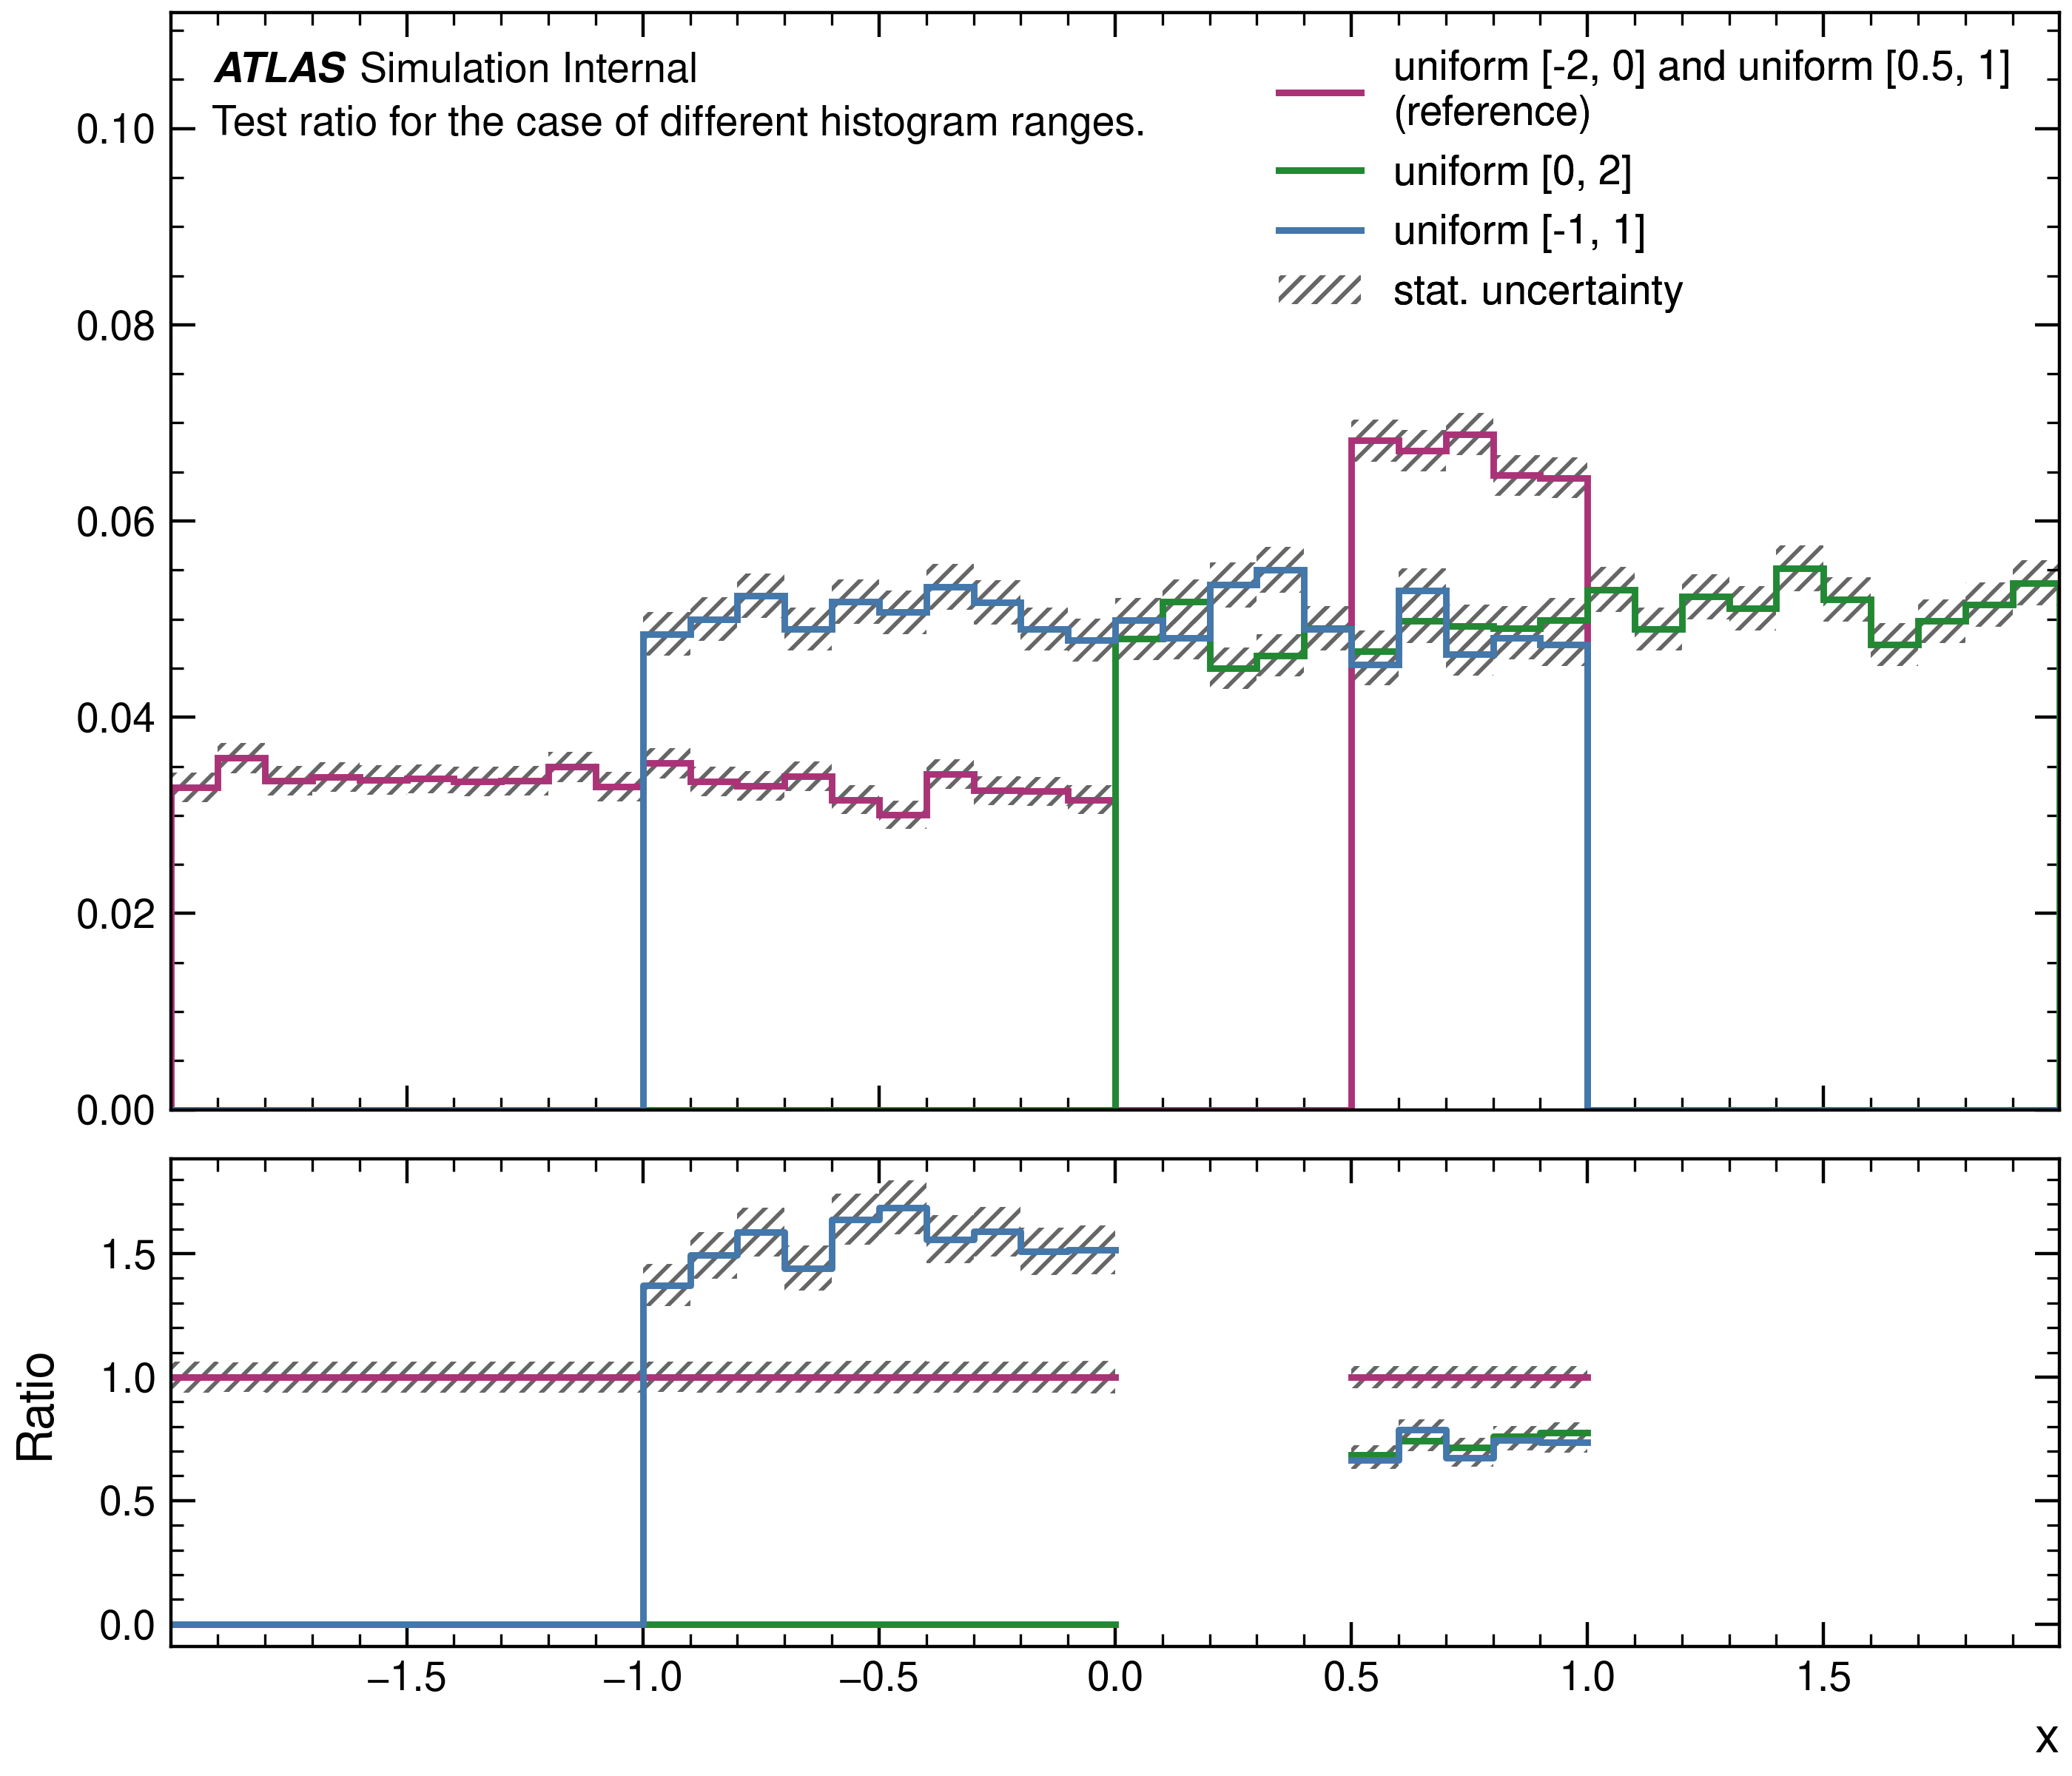 ATLAS Simulation Internal
Test ratio for the case of different histogram ranges.
uniform [-2, 0] and uniform [0.5, 1]
(reference)
uniform [0, 2]
uniform [-1, 1]
stat. uncertainty
0.10
0.08
0.06
0.04
0.02
0.00
Ratio
1.5
1.0
0.5
0.0
−1.5 −1.0 −0.5 0.0 0.5 1.0 1.5
x